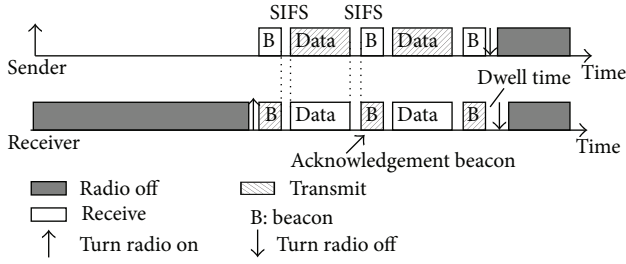 SIFS SIFS
B Data B Data B
Sender Time
Dwell time
B Data B Data B
Receiver Time
Acknowledgement beacon
Radio off Transmit
Receive B: beacon
Turn radio on Turn radio off